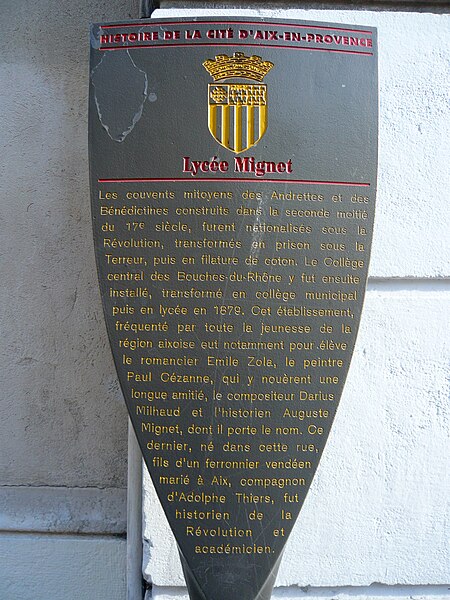 HISTOIRE DE LA CITÉ D'AIX-EN-PROVENCE
Lycée Mignet
Les couvents mitoyens des Andrettes et des
Bénédictines construits dans la seconde moitié
du 17e siècle, furent nationalisés sous la
Révolution, transformés en prison sous la
Terreur, puis en filature de coton. Le Collège
central des Bouches-du-Rhône y fut ensuite
installé, transformé en collège municipal
puis en lycée en 1879. Cet établissement,
fréquenté par toute la jeunesse de la
région aixoise eut notamment pour élève
le romancier Emile Zola, le peintre
Paul Cézanne, qui y nouèrent une
longue amitié, le compositeur Darius
Milhaud et l'historien Auguste
Mignet, dont il porte le nom. Ce
dernier, né dans cette rue,
fils d'un ferronnier vendéen
marié à Aix, compagnon
d'Adolphe Thiers, fut
historien de la
Révolution et
académicien.